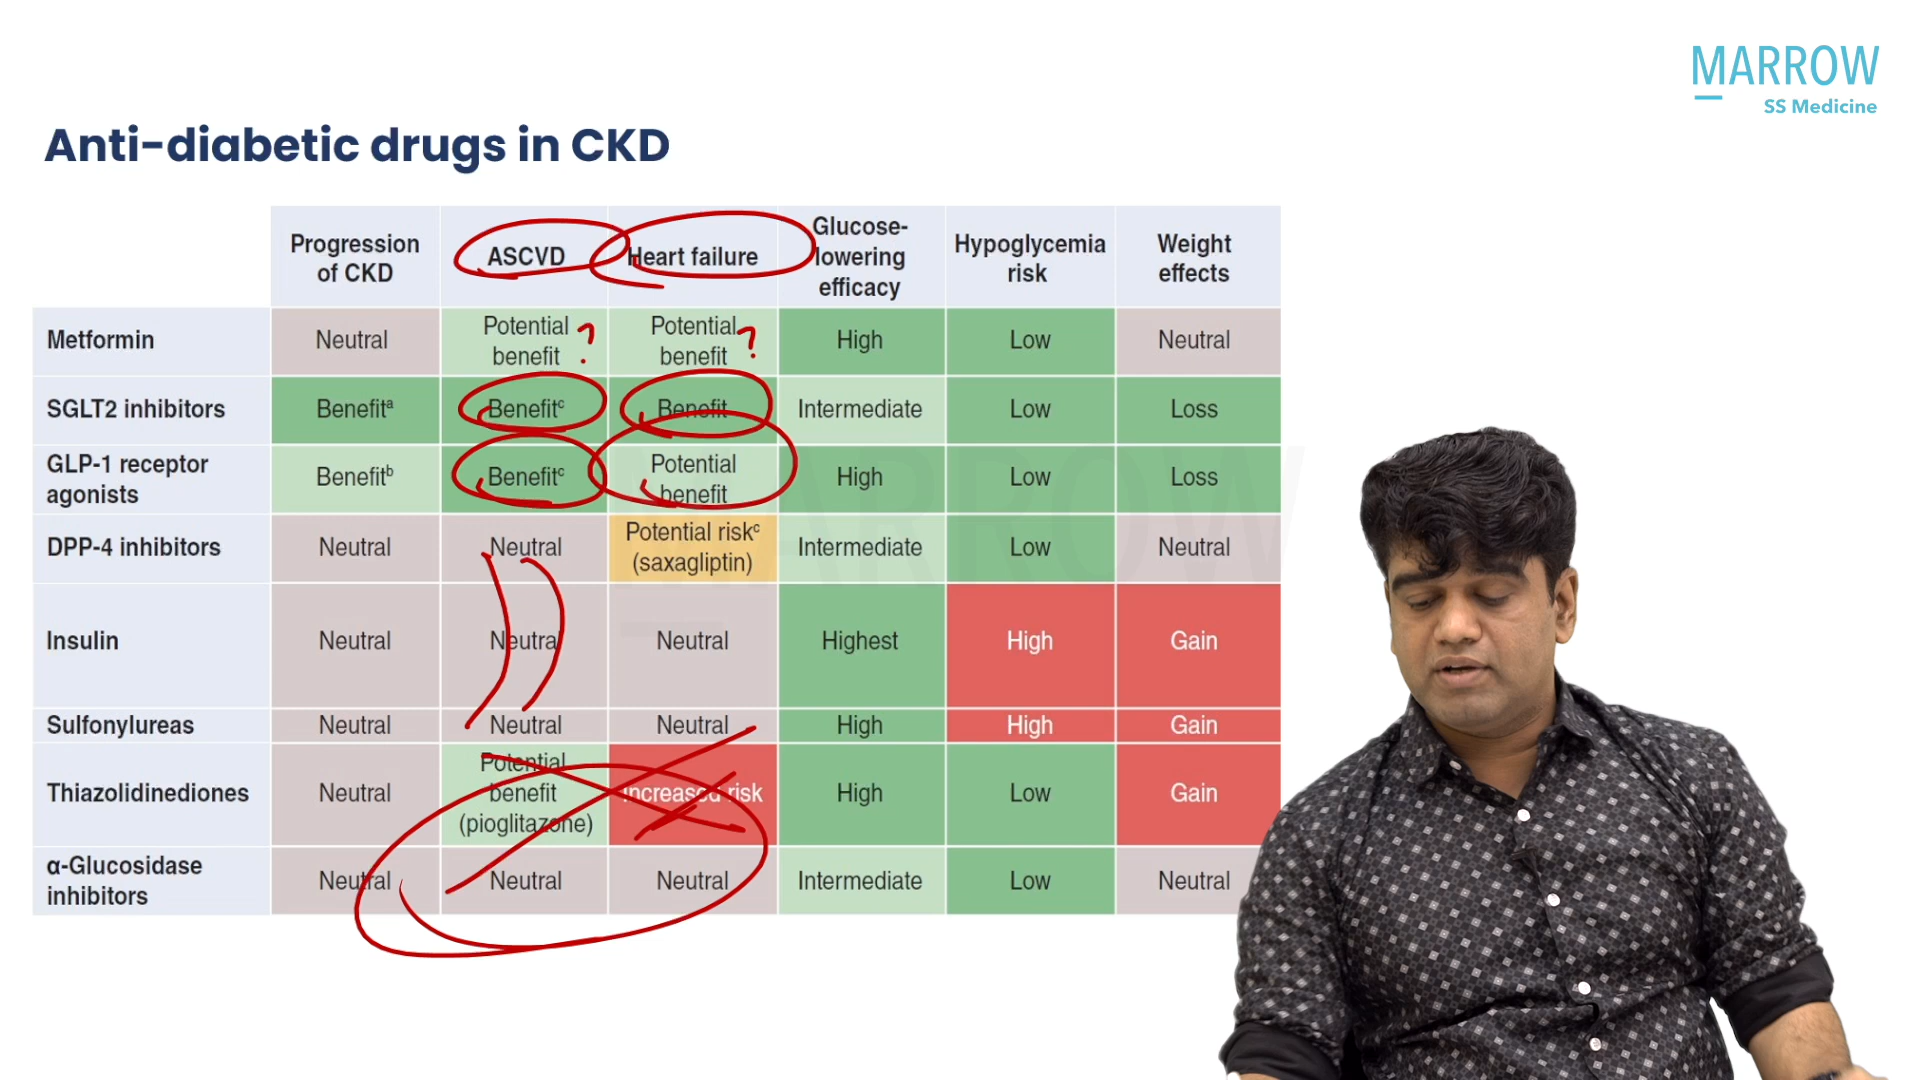 MARROW
SS Medicine
Anti-diabetic drugs in CKD
Progression
of CKD
ASCVD
Heart failure
Glucose-
lowering
efficacy
Hypoglycemia
risk
Weight
effects
Metformin
Neutral
Potential
benefit
?
Potential
benefit
?
High
Low
Neutral
SGLT2 inhibitors
Benefitᵃ
Benefitᶜ
Benefit
Intermediate
Low
Loss
GLP-1 receptor
agonists
Benefitᵇ
Benefitᶜ
Potential
benefit
High
Low
Loss
DPP-4 inhibitors
Neutral
Neutral
Potential riskᶜ
(saxagliptin)
Intermediate
Low
Neutral
Insulin
Neutral
Neutral
Neutral
Highest
High
Gain
Sulfonylureas
Neutral
Neutral
Neutral
High
High
Gain
Thiazolidinediones
Neutral
Potential
benefit
(pioglitazone)
Increased risk
High
Low
Gain
α-Glucosidase
inhibitors
Neutral
Neutral
Neutral
Intermediate
Low
Neutral
MARROW